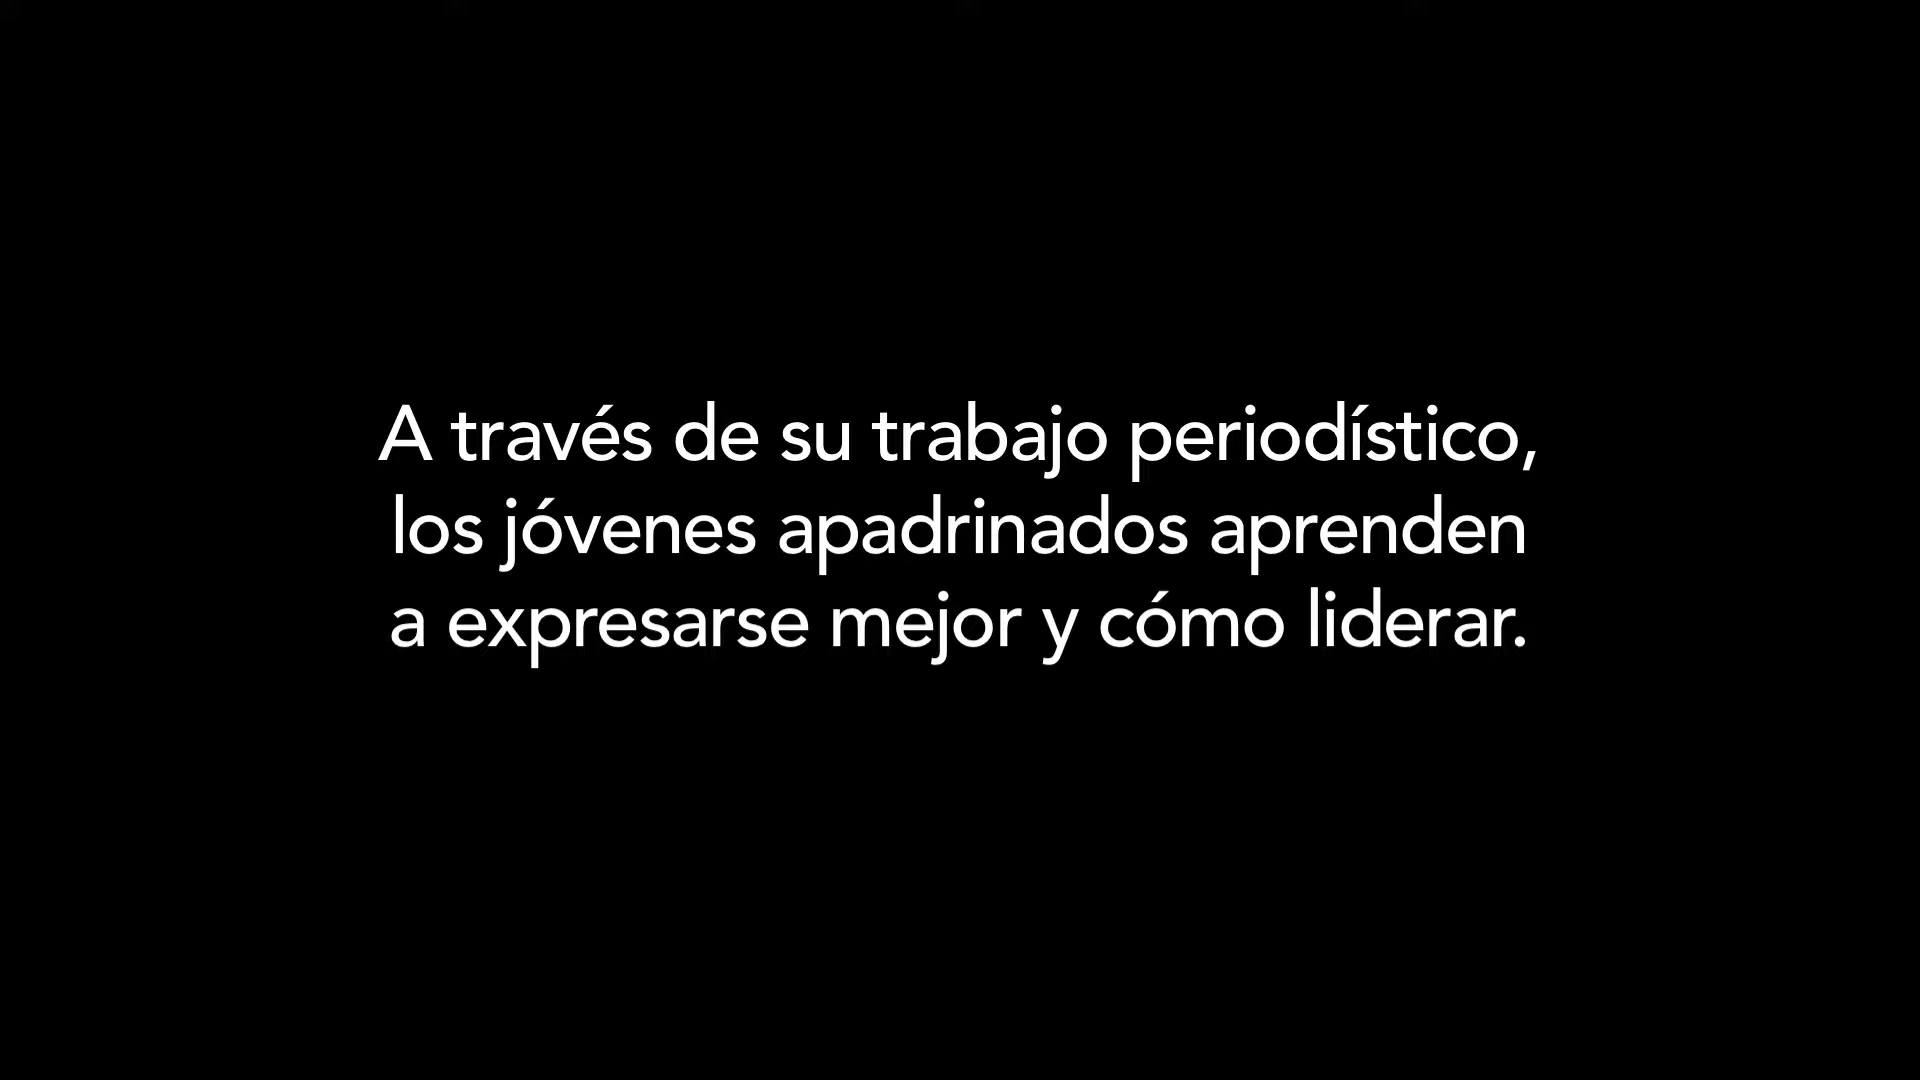 A través de su trabajo periodístico,
los jóvenes apadrinados aprenden
a expresarse mejor y cómo liderar.